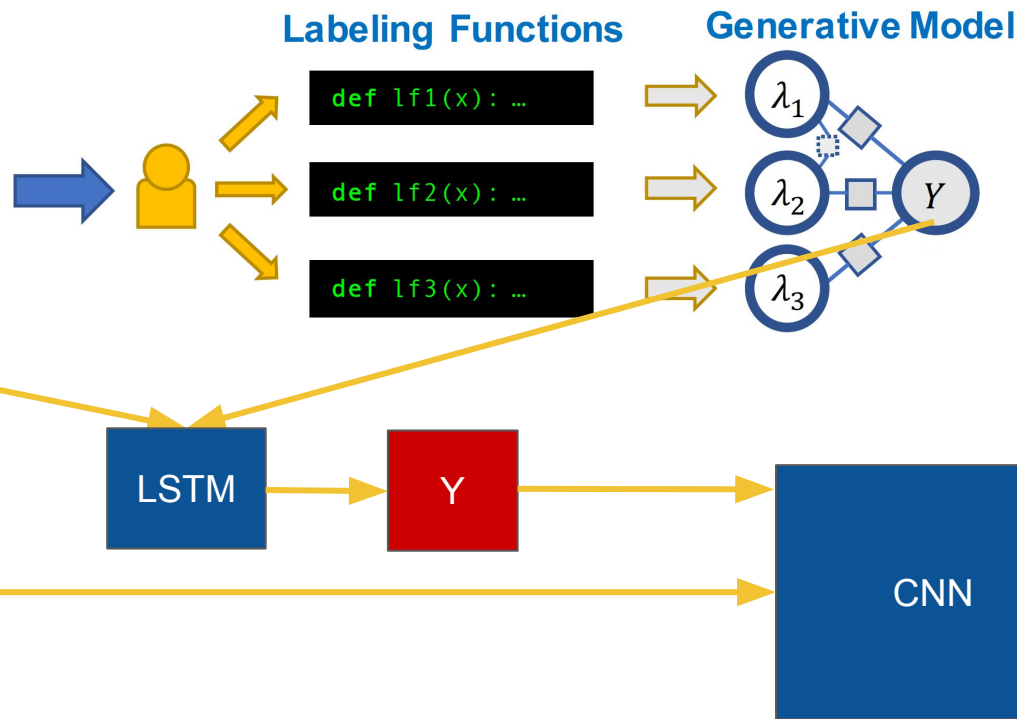 Labeling Functions
Generative Model
def lf1(x): …
def lf2(x): …
def lf3(x): …
λ1
λ2
λ3
Y
LSTM
Y
CNN